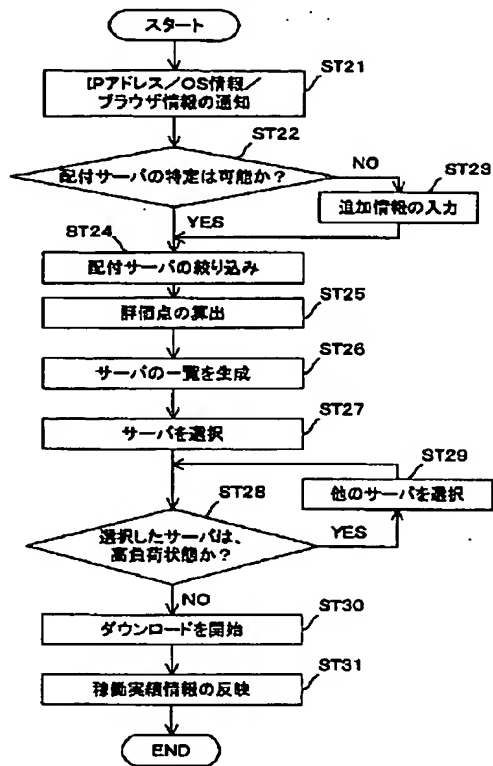 スタート
IPアドレス/OS情報/
ブラウザ情報の通知
ST21
ST22
配付サーバの特定は可能か?
NO
ST23
追加情報の入力
YES
ST24
配付サーバの絞り込み
ST25
評価点の算出
ST26
サーバの一覧を生成
ST27
サーバを選択
ST29
他のサーバを選択
ST28
選択したサーバは、
高負荷状態か?
YES
NO
ST30
ダウンロードを開始
ST31
稼働実績情報の反映
END